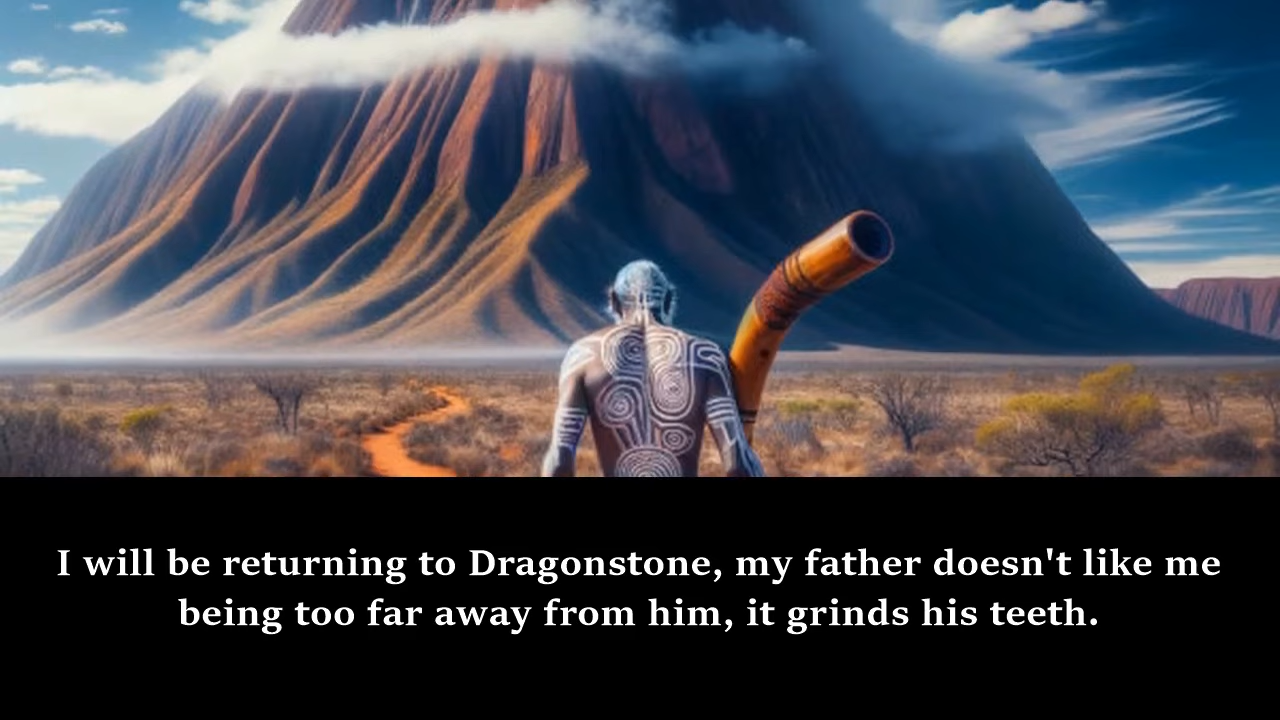 I will be returning to Dragonstone, my father doesn't like me
being too far away from him, it grinds his teeth.